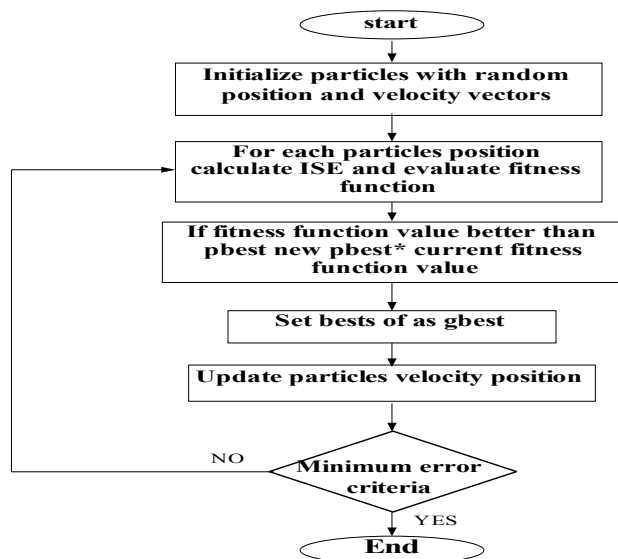 start
Initialize particles with random
position and velocity vectors
For each particles position
calculate ISE and evaluate fitness
function
If fitness function value better than
pbest new pbest* current fitness
function value
Set bests of as gbest
Update particles velocity position
NO
Minimum error
criteria
YES
End